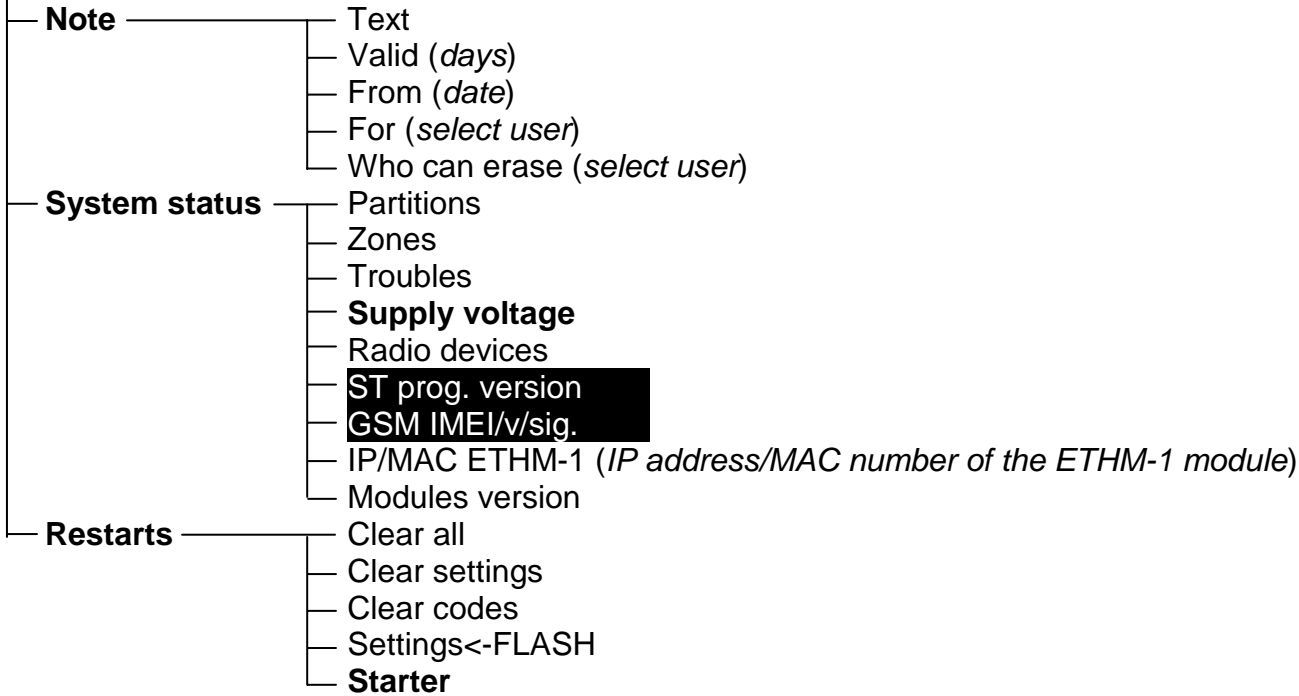 Note Text
Valid (days)
From (date)
For (select user)
Who can erase (select user)
System status Partitions
Zones
Troubles
Supply voltage
Radio devices
ST prog. version
GSM IMEI/v/sig.
IP/MAC ETHM-1 (IP address/MAC number of the ETHM-1 module)
Modules version
Restarts Clear all
Clear settings
Clear codes
Settings<-FLASH
Starter